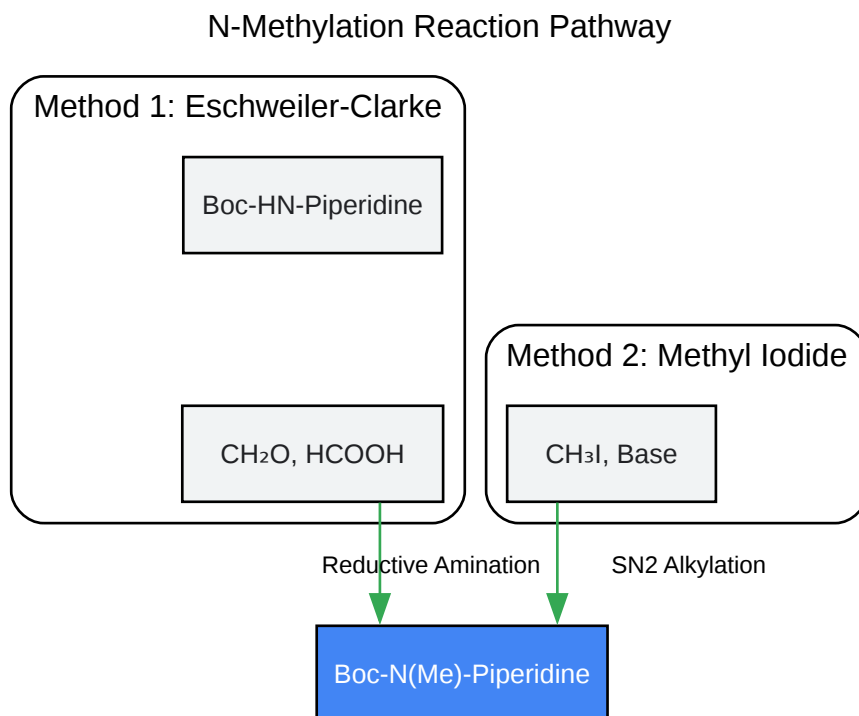 N-Methylation Reaction Pathway
Method 1: Eschweiler-Clarke
Boc-HN-Piperidine
Method 2: Methyl Iodide
CH₂O, HCOOH
CH₃I, Base
Reductive Amination
SN2 Alkylation
Boc-N(Me)-Piperidine